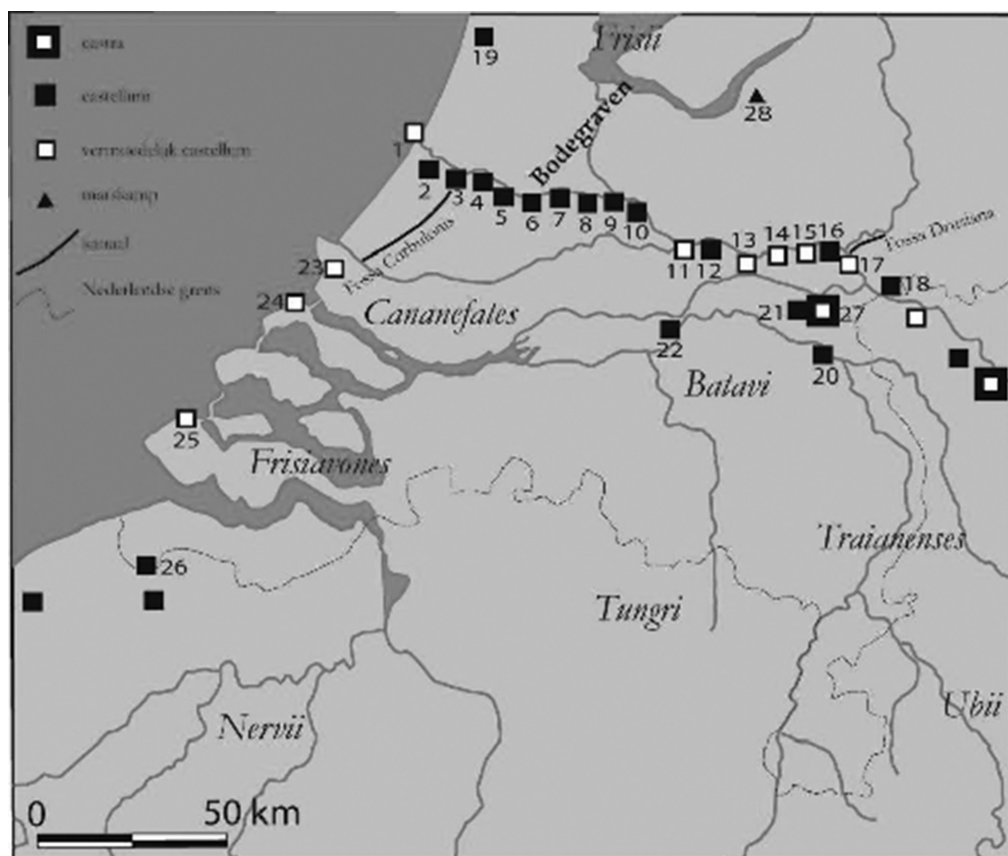 castra
castellum
vermoedelijk castellum
marskamp
kanaal
Nederlandse grens
19
Frisii
28
Bodegraven
1
2
3
4
5
6
7
8
9
10
11
12
13
14
15
16
17
Fossa Drusiana
18
Fossa Corbulonis
23
24
Cananefates
21
27
22
20
Batavi
25
Frisiavones
Traianenses
26
Tungri
Nervii
Ubii
0
50 km